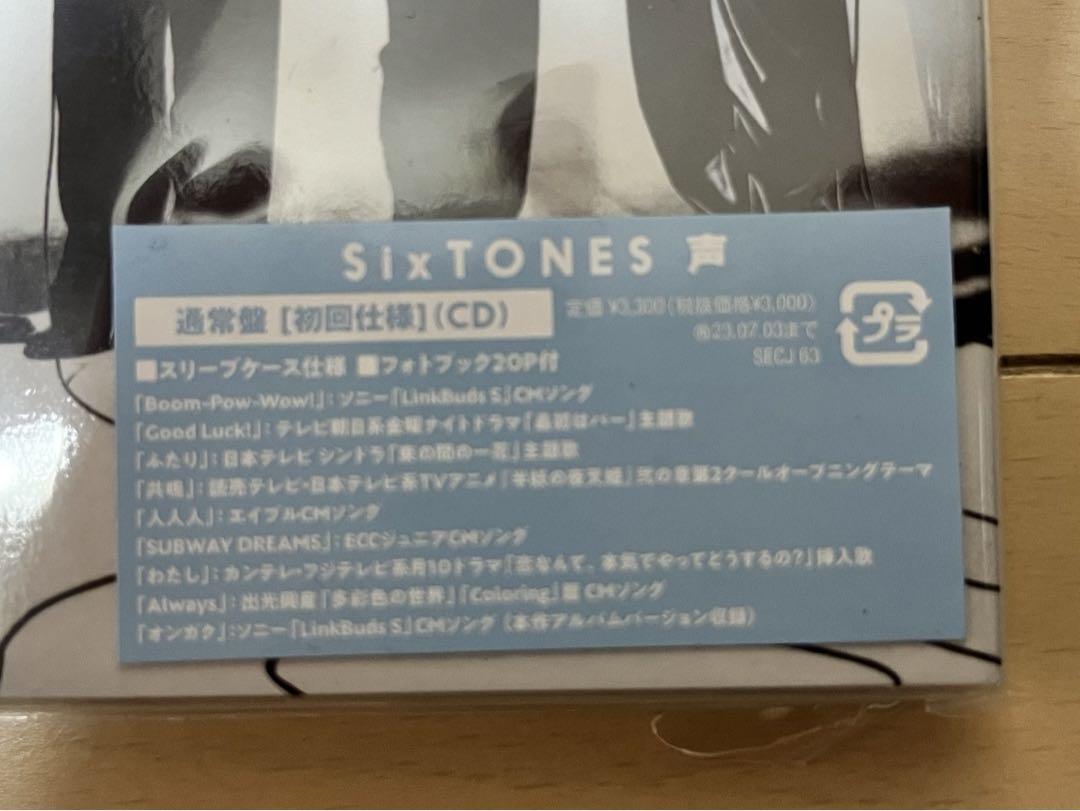 SixTONES 声
通常盤 [初回仕様] (CD)
定価 ¥3,300(税抜価格¥3,000)
23.07.03まで
SECJ 63
プラ
■スリーブケース仕様 ■フォトブック20P付
「Boom-Pow-Wow!」:ソニー「LinkBuds S」CMソング
「Good Luck!」:テレビ朝日系金曜ナイトドラマ「最初はパー」主題歌
「ふたり」:日本テレビ シンドラ「束の間の一花」主題歌
「共鳴」:読売テレビ・日本テレビ系TVアニメ『半妖の夜叉姫』弐の章第2クールオープニングテーマ
「人人人」:エイブルCMソング
「SUBWAY DREAMS」:ECCジュニアCMソング
「わたし」:カンテレ・フジテレビ系月10ドラマ『恋なんて、本気でやってどうするの?』挿入歌
「Always」:出光興産「多彩色の世界」「Coloring」篇 CMソング
「オンガク」:ソニー「LinkBuds S」CMソング (本作アルバムバージョン収録)